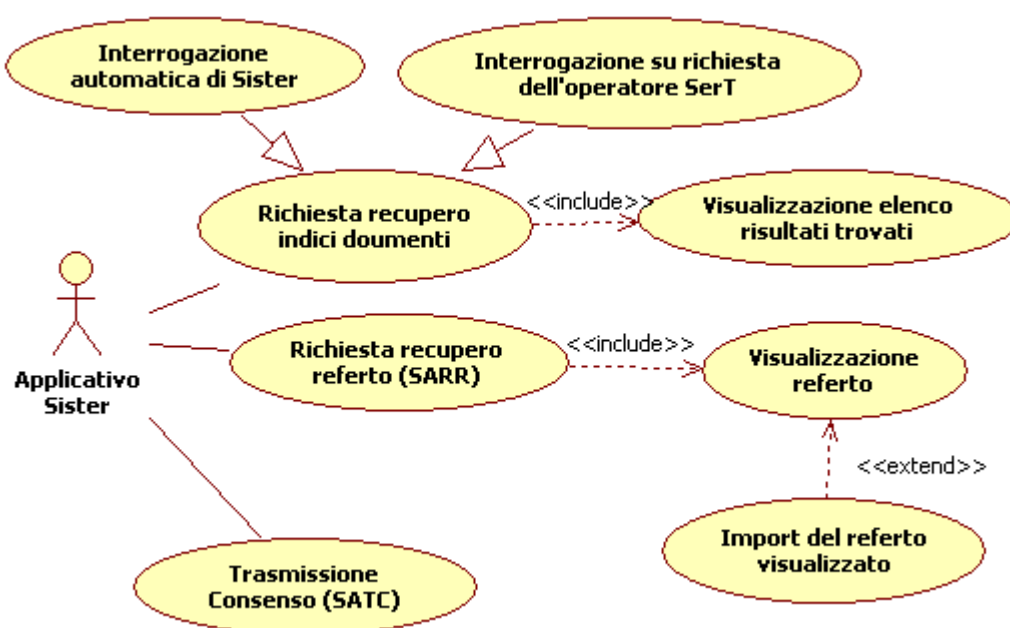 Interrogazione
automatica di Sister
Interrogazione su richiesta
dell'operatore SerT
Richiesta recupero
indici doumenti
<<include>>
Visualizzazione elenco
risultati trovati
Applicativo
Sister
Richiesta recupero
referto (SARR)
<<include>>
Visualizzazione
referto
<<extend>>
Import del referto
visualizzato
Trasmissione
Consenso (SATC)